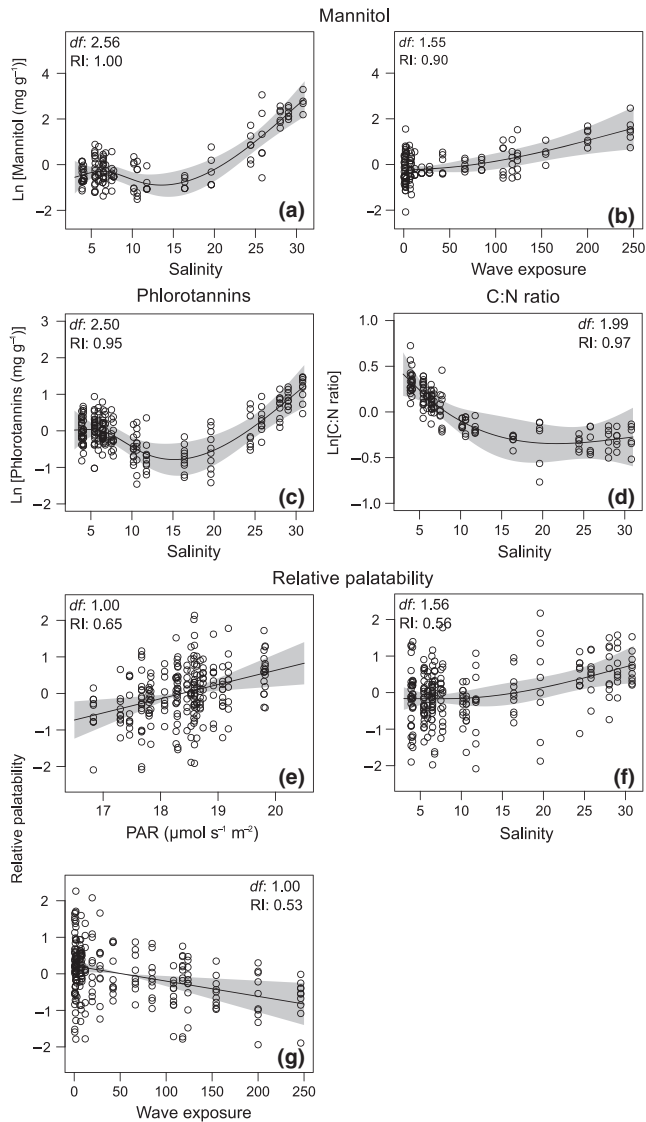 Mannitol
df: 2.56
RI: 1.00
Ln [Mannitol (mg g⁻¹)]
4
2
0
−2
(a)
5 10 15 20 25 30
Salinity
df: 1.55
RI: 0.90
4
2
0
−2
(b)
0 50 100 150 200 250
Wave exposure
Phlorotannins
df: 2.50
RI: 0.95
Ln [Phlorotannins (mg g⁻¹)]
3
2
1
0
−1
−2
(c)
5 10 15 20 25 30
Salinity
C:N ratio
df: 1.99
RI: 0.97
Ln[C:N ratio]
1.0
0.5
0.0
−0.5
−1.0
(d)
5 10 15 20 25 30
Salinity
Relative palatability
df: 1.00
RI: 0.65
Relative palatability
2
1
0
−1
−2
(e)
17 18 19 20
PAR (µmol s⁻¹ m⁻²)
df: 1.56
RI: 0.56
2
1
0
−1
−2
(f)
5 10 15 20 25 30
Salinity
df: 1.00
RI: 0.53
2
1
0
−1
−2
(g)
0 50 100 150 200 250
Wave exposure